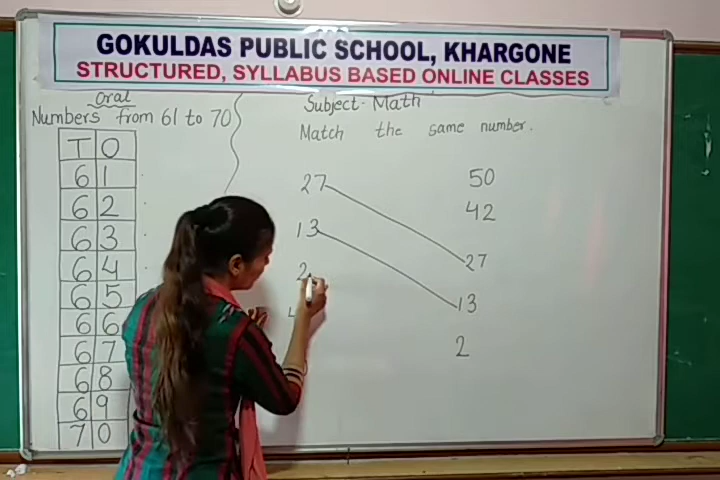 GOKULDAS PUBLIC SCHOOL, KHARGONE
STRUCTURED, SYLLABUS BASED ONLINE CLASSES
Oral
Numbers from 61 to 70
T O
6 1
6 2
6 3
6 4
6 5
6 6
6 7
6 8
6 9
7 0
Subject- Math
Match the same number.
27 50
13 42
2 27
4 13
2